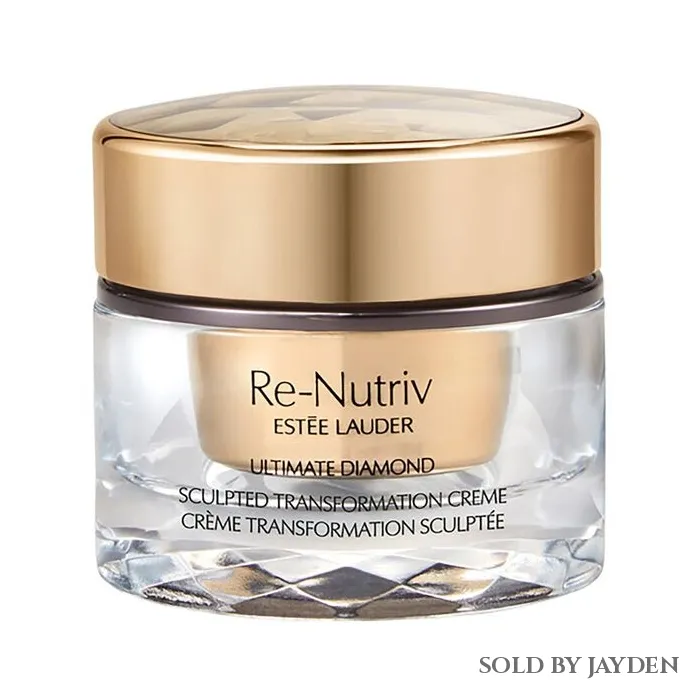 Re-Nutriv
ESTĒE LAUDER
ULTIMATE DIAMOND
SCULPTED TRANSFORMATION CREME
CRÈME TRANSFORMATION SCULPTÉE
SOLD BY JAYDEN